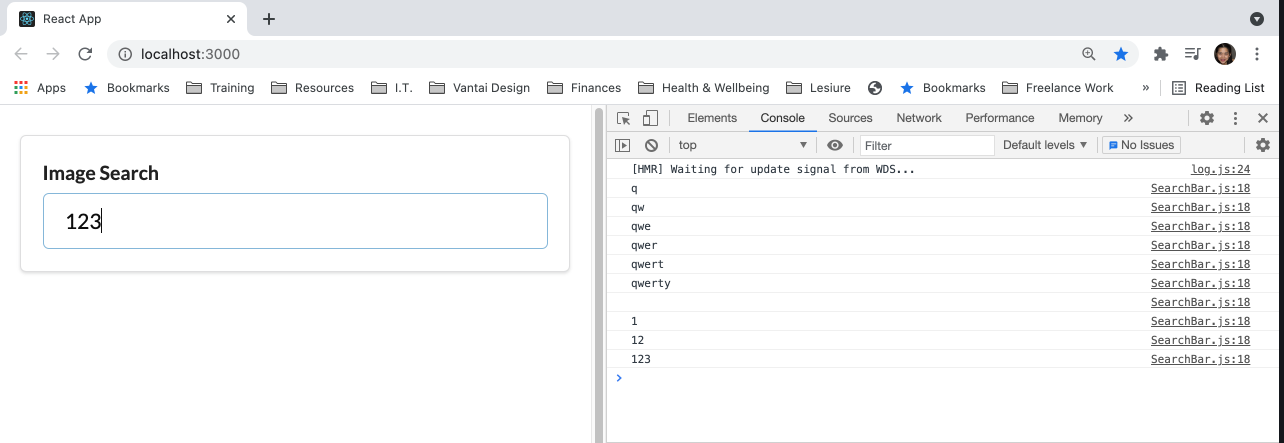 React App
localhost:3000
Apps Bookmarks Training Resources I.T. Vantai Design Finances Health & Wellbeing Lesiure Bookmarks Freelance Work » Reading List
Image Search
123
Elements Console Sources Network Performance Memory »
top Filter Default levels No Issues
[HMR] Waiting for update signal from WDS... log.js:24
q SearchBar.js:18
qw SearchBar.js:18
qwe SearchBar.js:18
qwer SearchBar.js:18
qwert SearchBar.js:18
qwerty SearchBar.js:18
SearchBar.js:18
1 SearchBar.js:18
12 SearchBar.js:18
123 SearchBar.js:18